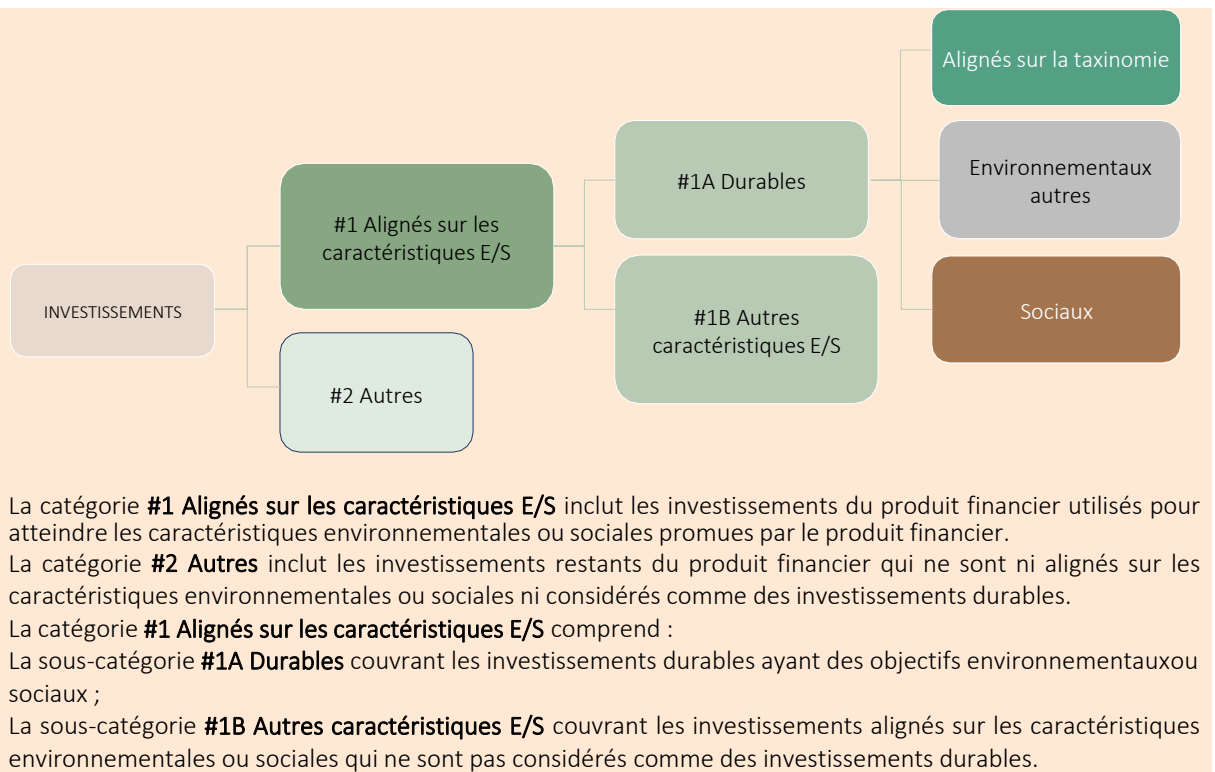 Alignés sur la taxinomie
Environnementaux
autres
#1A Durables
#1 Alignés sur les
caractéristiques E/S
INVESTISSEMENTS
Sociaux
#1B Autres
caractéristiques E/S
#2 Autres
La catégorie #1 Alignés sur les caractéristiques E/S inclut les investissements du produit financier utilisés pour
atteindre les caractéristiques environnementales ou sociales promues par le produit financier.
La catégorie #2 Autres inclut les investissements restants du produit financier qui ne sont ni alignés sur les
caractéristiques environnementales ou sociales ni considérés comme des investissements durables.
La catégorie #1 Alignés sur les caractéristiques E/S comprend :
La sous-catégorie #1A Durables couvrant les investissements durables ayant des objectifs environnementauxou
sociaux ;
La sous-catégorie #1B Autres caractéristiques E/S couvrant les investissements alignés sur les caractéristiques
environnementales ou sociales qui ne sont pas considérés comme des investissements durables.